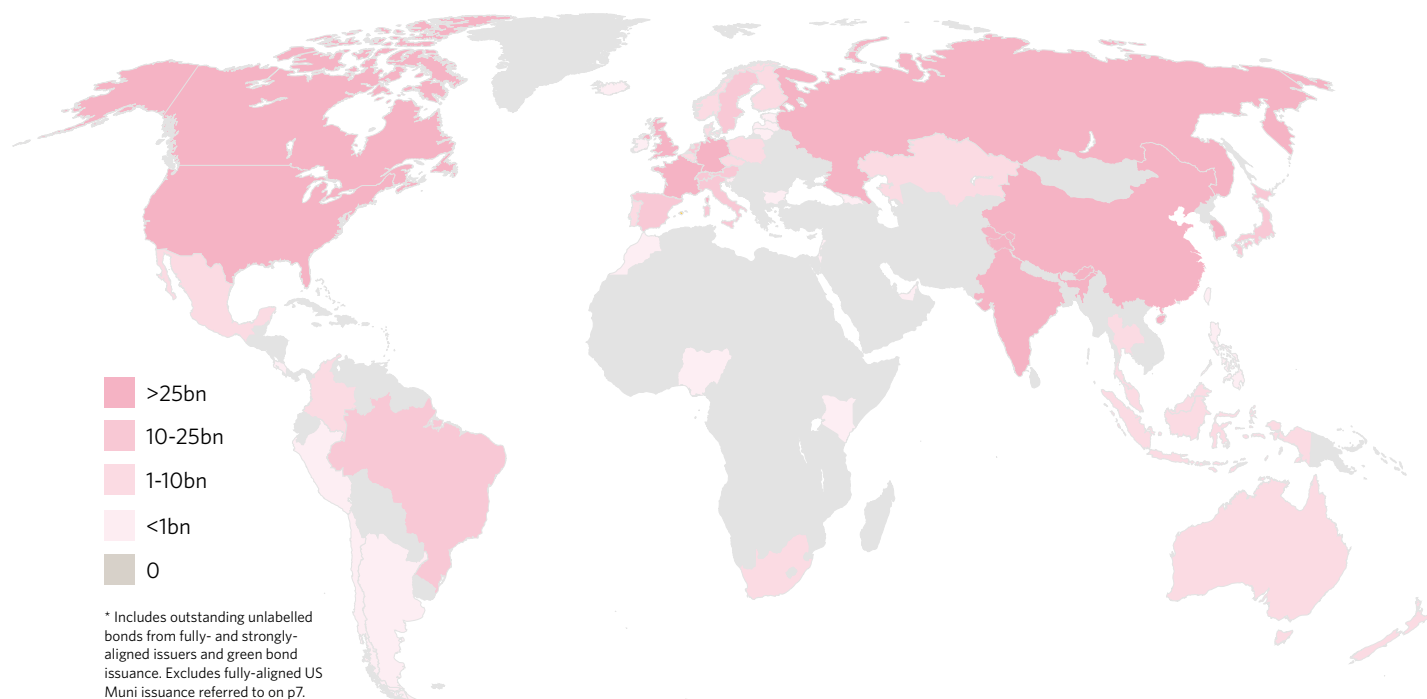 >25bn
10-25bn
1-10bn
<1bn
0
* Includes outstanding unlabelled
bonds from fully- and strongly-
aligned issuers and green bond
issuance. Excludes fully-aligned US
Muni issuance referred to on p7.